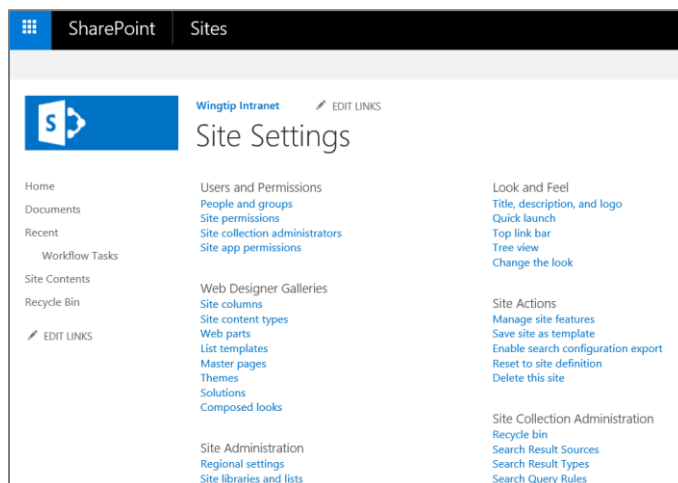 SharePoint
Sites
Wingtip Intranet
EDIT LINKS
Site Settings
Home
Documents
Recent
Workflow Tasks
Site Contents
Recycle Bin
EDIT LINKS
Users and Permissions
People and groups
Site permissions
Site collection administrators
Site app permissions
Web Designer Galleries
Site columns
Site content types
Web parts
List templates
Master pages
Themes
Solutions
Composed looks
Site Administration
Regional settings
Site libraries and lists
Look and Feel
Title, description, and logo
Quick launch
Top link bar
Tree view
Change the look
Site Actions
Manage site features
Save site as template
Enable search configuration export
Reset to site definition
Delete this site
Site Collection Administration
Recycle bin
Search Result Sources
Search Result Types
Search Query Rules